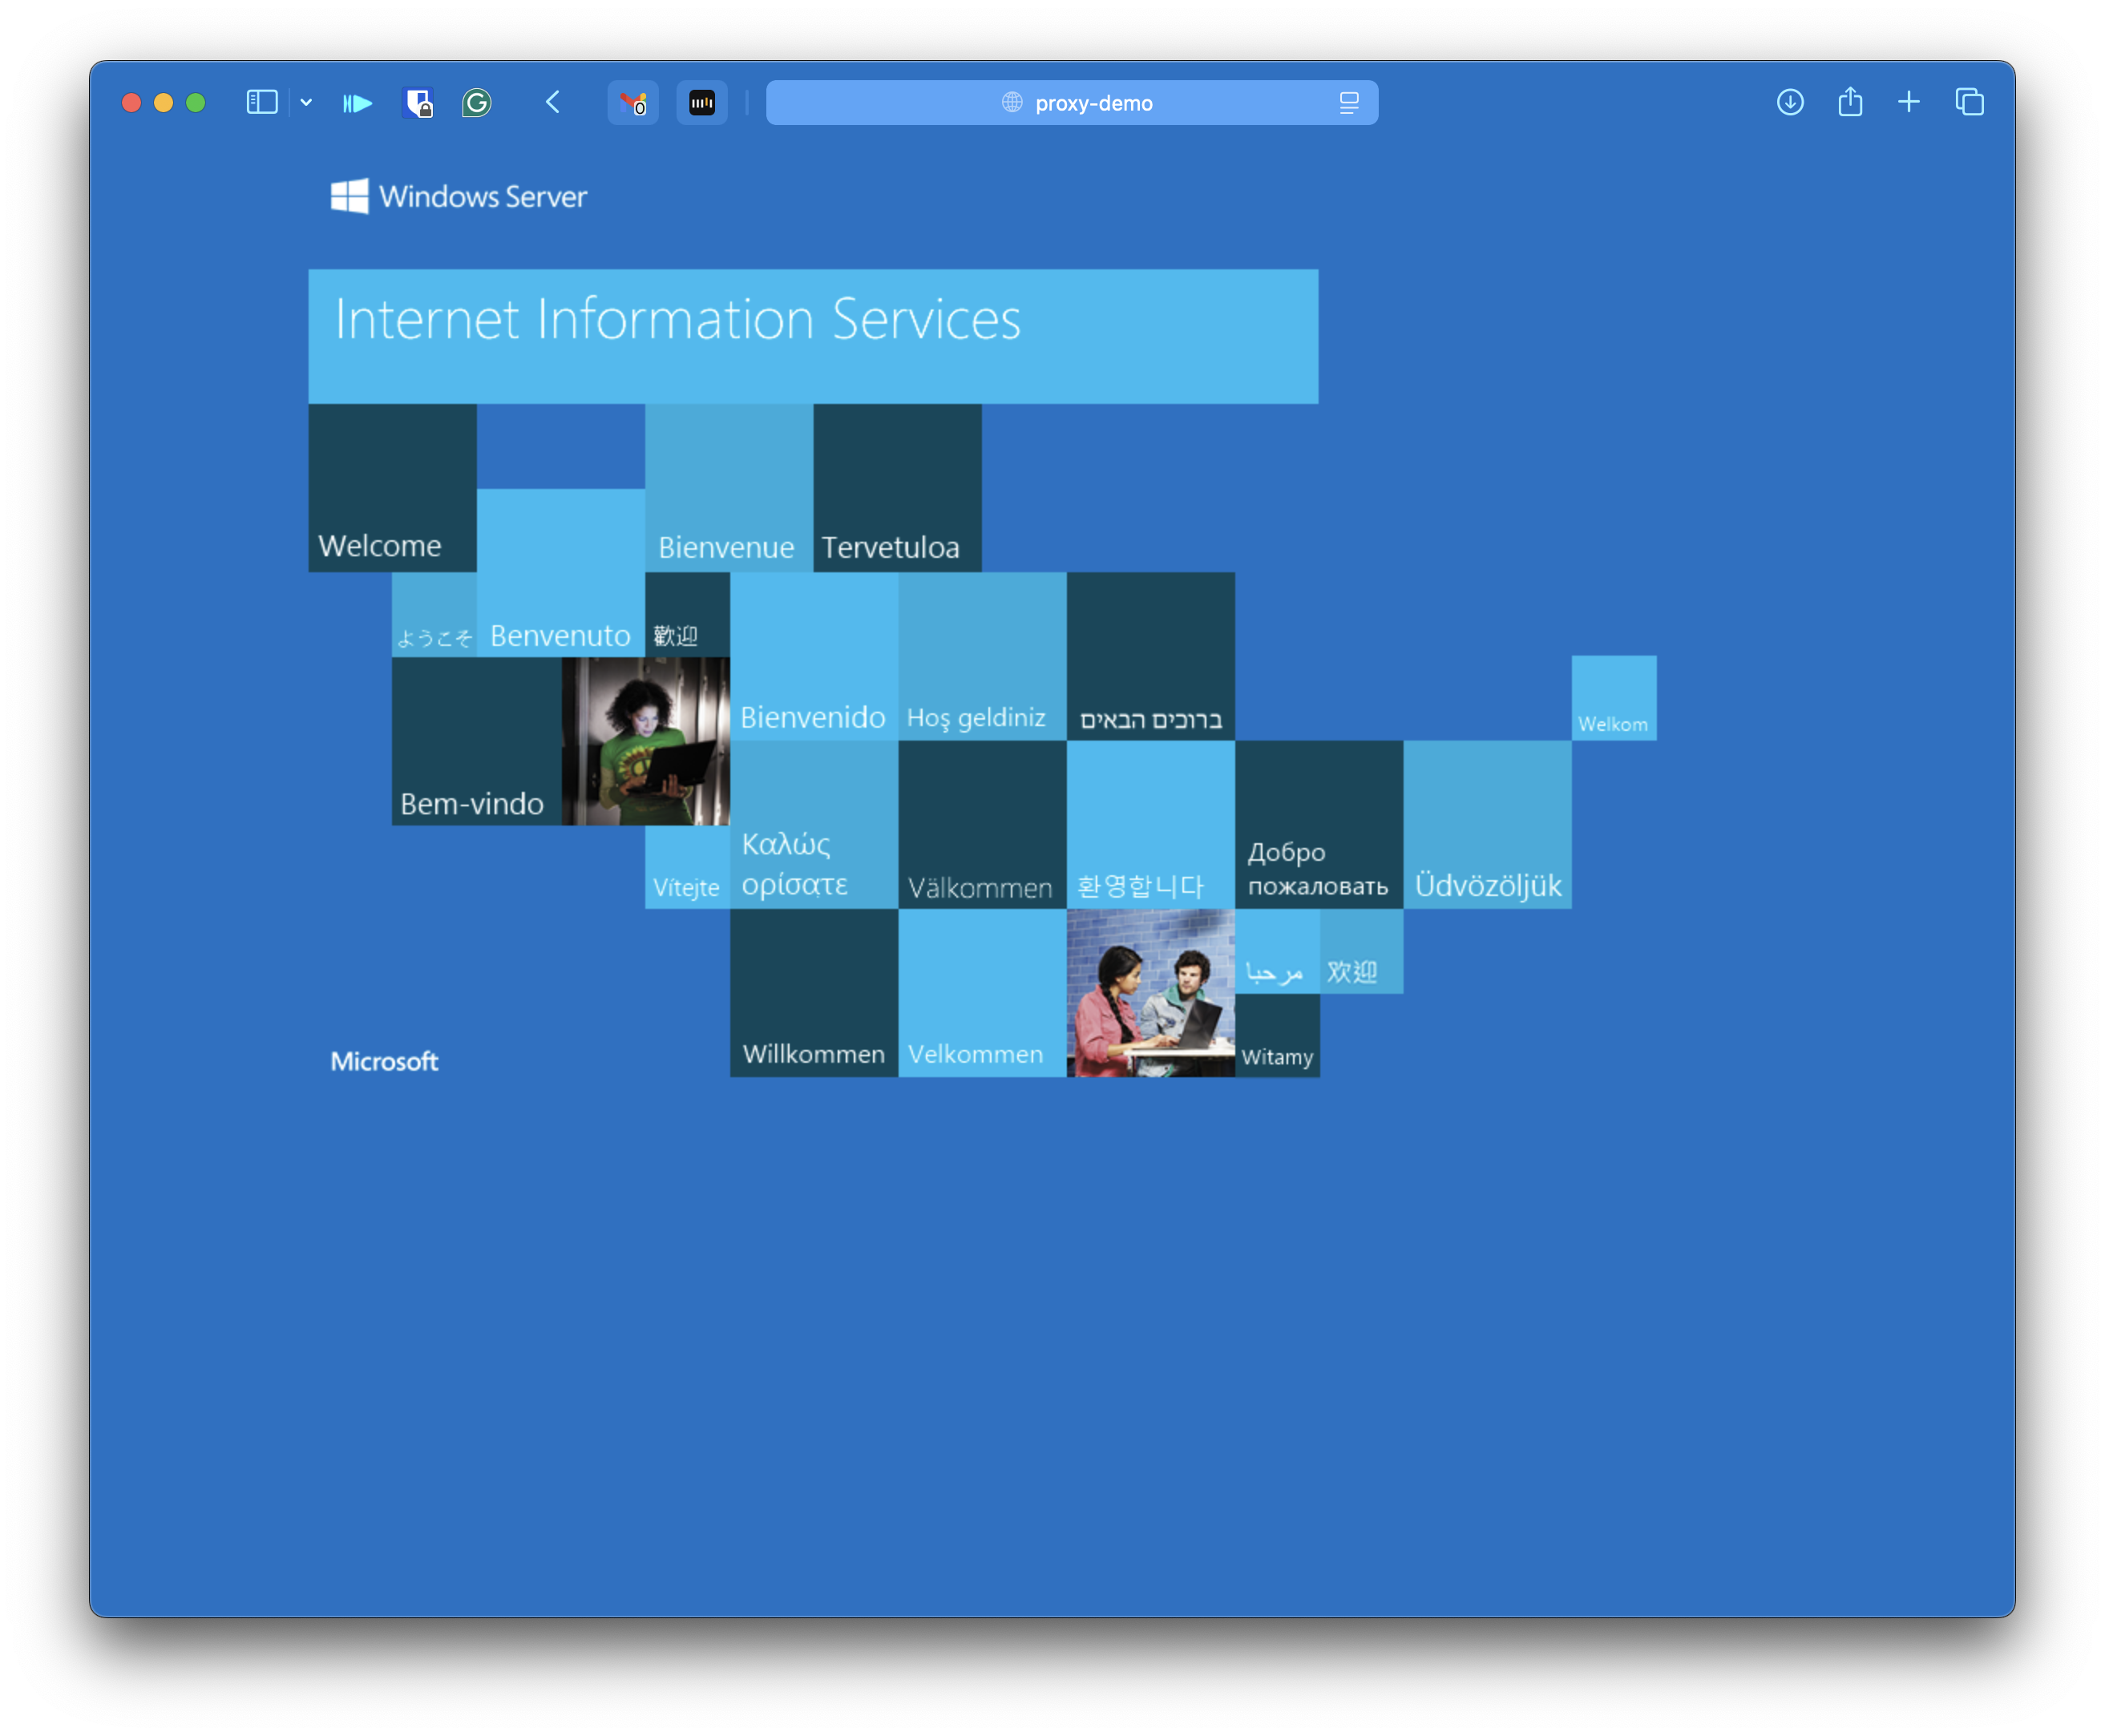 proxy-demo
Windows Server
Internet Information Services
Welcome
Bienvenue
Tervetuloa
ようこそ
Benvenuto
歡迎
Bienvenido
Hoş geldiniz
ברוכים הבאים
Welkom
Bem-vindo
Vítejte
Καλώς
ορίσατε
Välkommen
환영합니다
Добро
пожаловать
Üdvözöljük
Willkommen
Velkommen
مرحبا
欢迎
Witamy
Microsoft